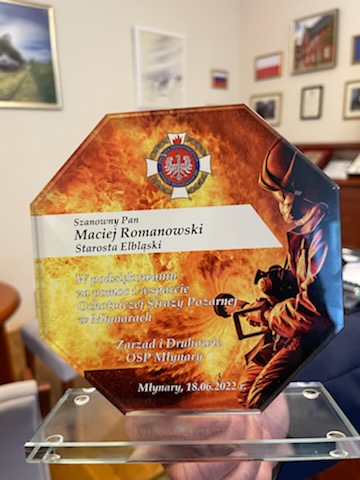 Szanowny Pan
Maciej Romanowski
Starosta Elbląski
W podziękowaniu
za pomoc i wsparcie
Ochotniczej Straży Pożarnej
w Młynarach
Zarząd i Druhowie
OSP Młynary
Młynary, 18.06.2022 r.